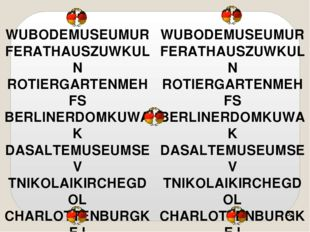 WUBODEMUSEUMUR
FERATHAUSZUWKUL
N
ROTIERGARTENMEH
FS
BERLINERDOMKUWA
K
DASALTEMUSEUMSE
V
TNIKOLAIKIRCHEGD
OL
CHARLOTTENBURGK
WUBODEMUSEUMUR
FERATHAUSZUWKUL
N
ROTIERGARTENMEH
FS
BERLINERDOMKUWA
K
DASALTEMUSEUMSE
V
TNIKOLAIKIRCHEGD
OL
CHARLOTTENBURGK